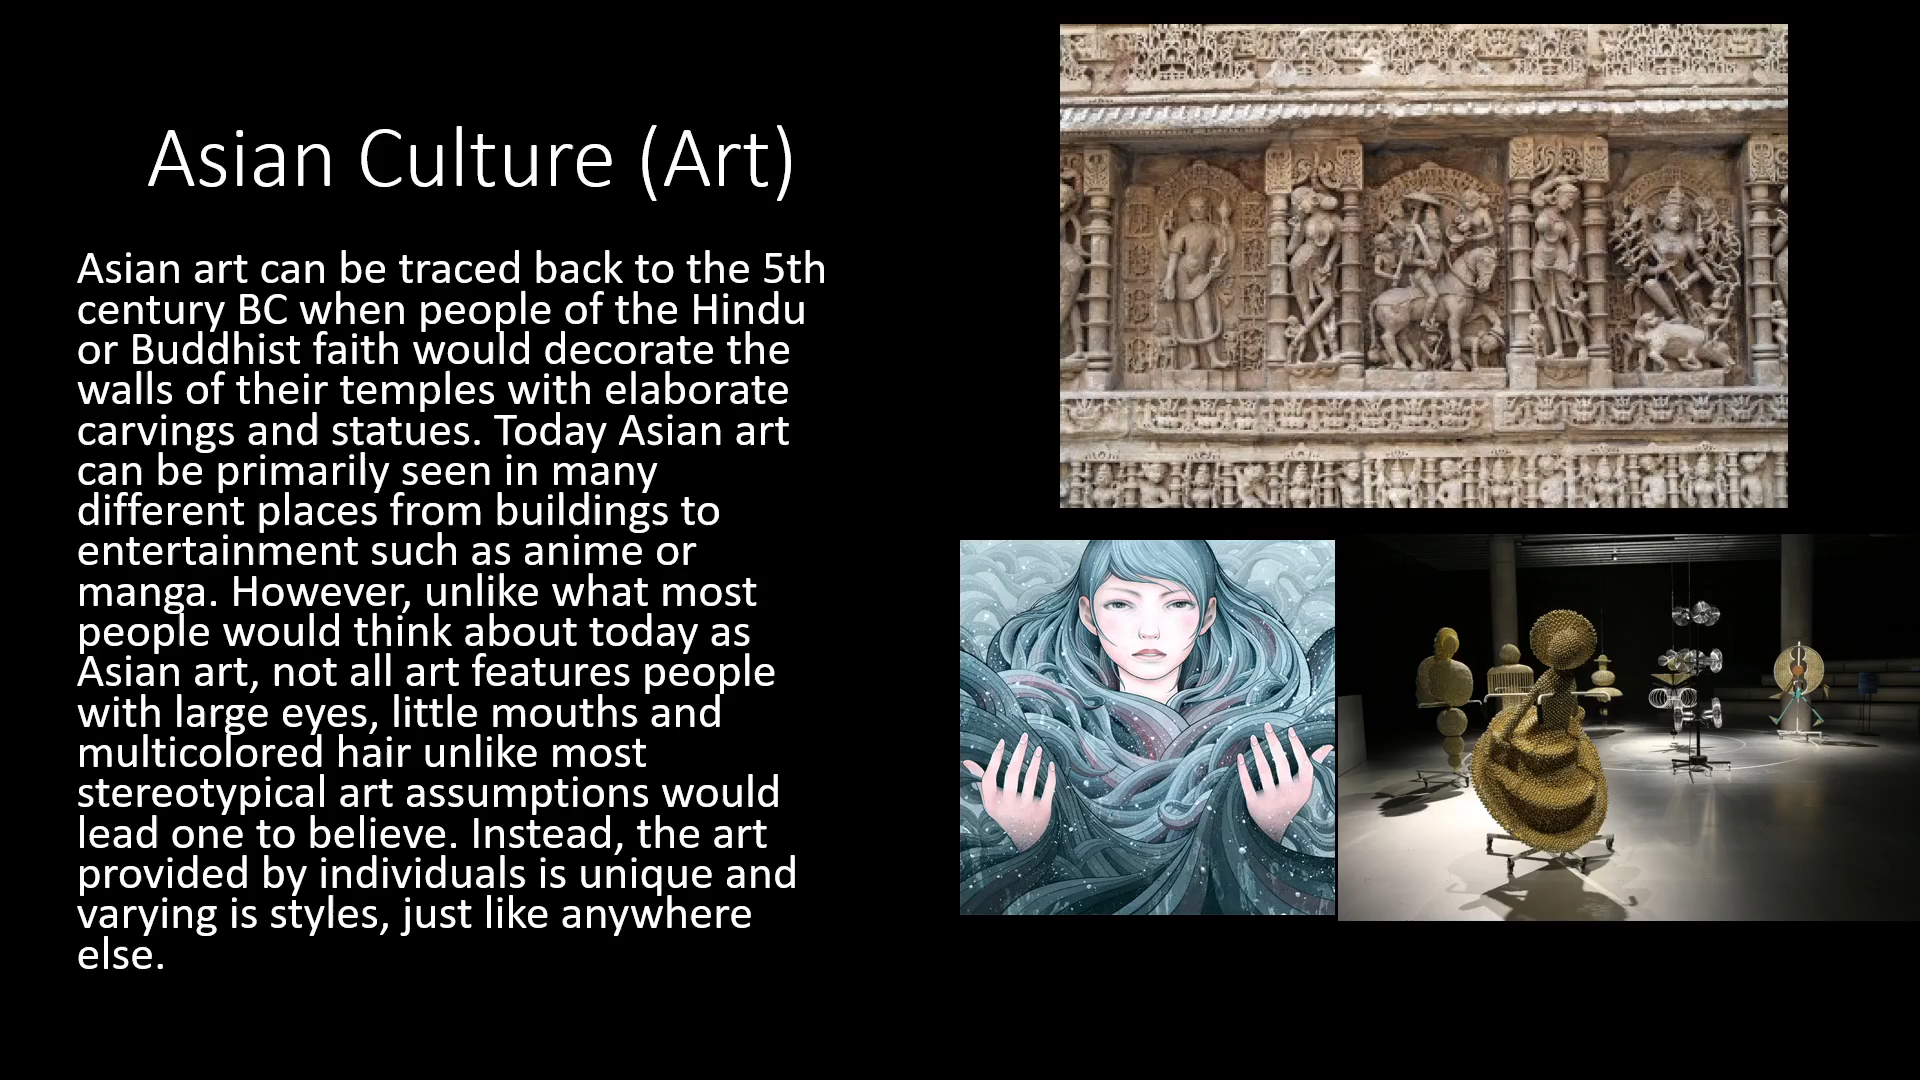 Asian Culture (Art)
Asian art can be traced back to the 5th
century BC when people of the Hindu
or Buddhist faith would decorate the
walls of their temples with elaborate
carvings and statues. Today Asian art
can be primarily seen in many
different places from buildings to
entertainment such as anime or
manga. However, unlike what most
people would think about today as
Asian art, not all art features people
with large eyes, little mouths and
multicolored hair unlike most
stereotypical art assumptions would
lead one to believe. Instead, the art
provided by individuals is unique and
varying is styles, just like anywhere
else.